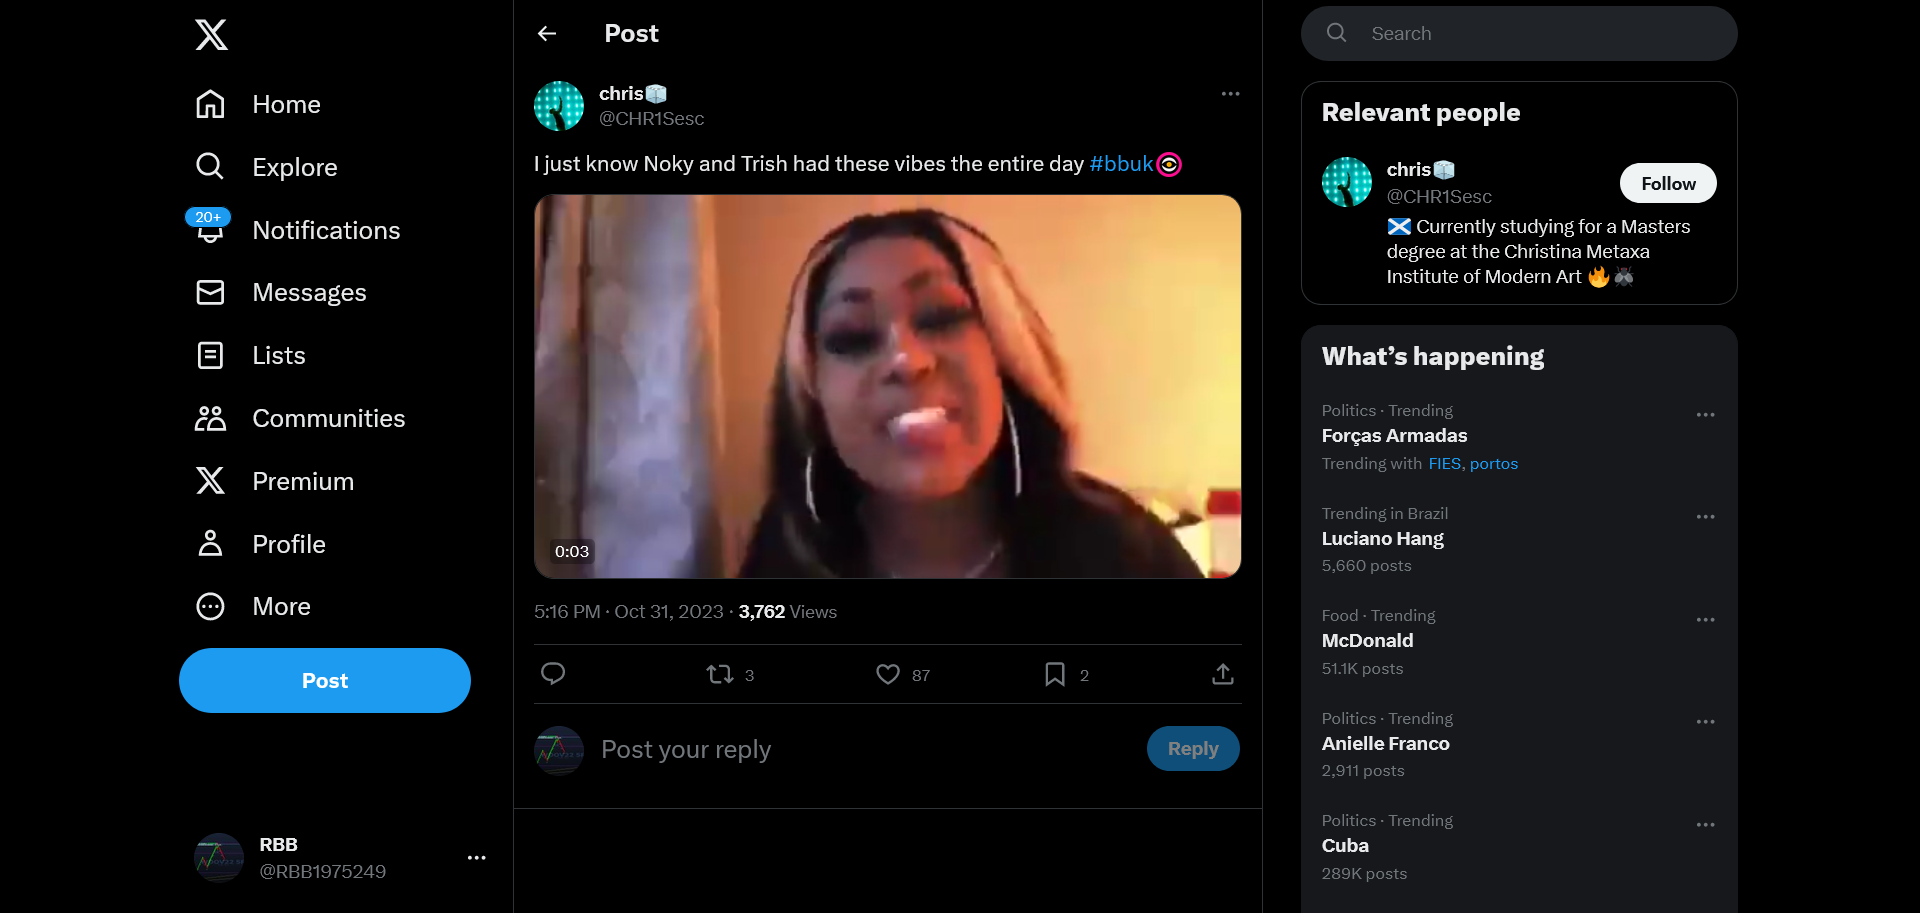 Home
Explore
20+
Notifications
Messages
Lists
Communities
Premium
Profile
More
Post
RBB
@RBB1975249
Post
chris🧊
@CHR1Sesc
I just know Noky and Trish had these vibes the entire day #bbuk
0:03
5:16 PM · Oct 31, 2023 · 3,762 Views
3
87
2
Post your reply
Reply
Search
Relevant people
chris🧊
@CHR1Sesc
Follow
🏴󠁧󠁢󠁳󠁣󠁴󠁿 Currently studying for a Masters
degree at the Christina Metaxa
Institute of Modern Art 🔥🪰
What’s happening
Politics · Trending
Forças Armadas
Trending with FIES, portos
Trending in Brazil
Luciano Hang
5,660 posts
Food · Trending
McDonald
51.1K posts
Politics · Trending
Anielle Franco
2,911 posts
Politics · Trending
Cuba
289K posts